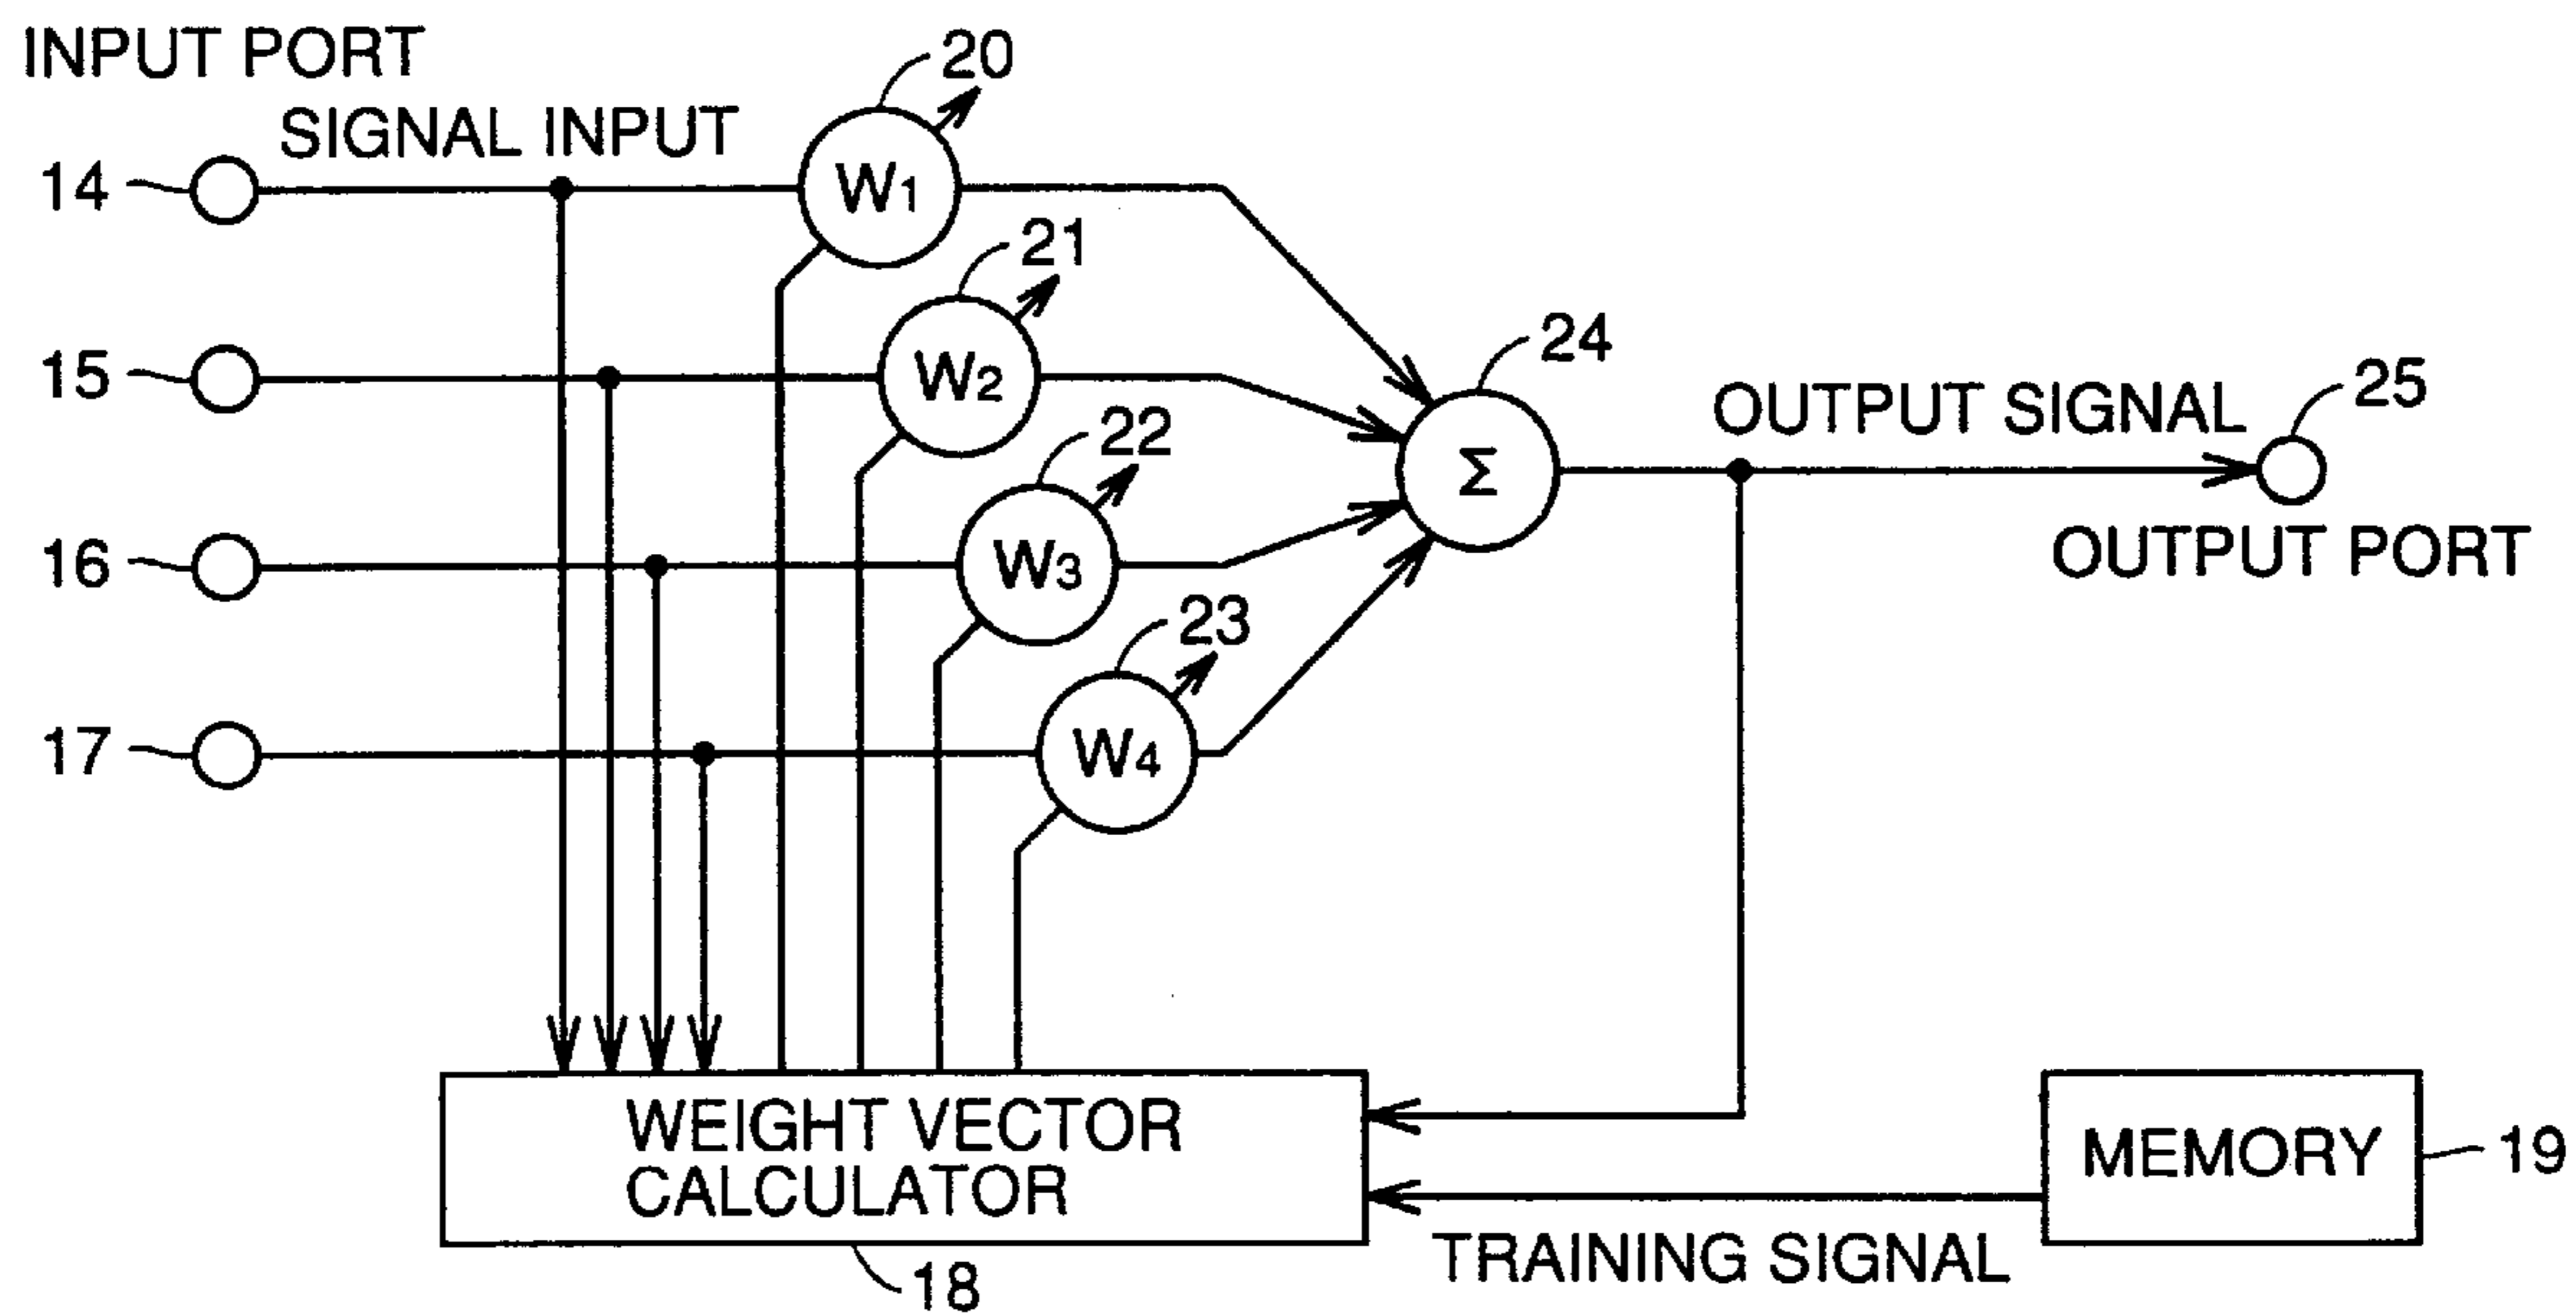 INPUT PORT
20
SIGNAL INPUT
14
W1
21
15
W2
24
OUTPUT SIGNAL
25
22
Σ
16
W3
OUTPUT PORT
23
17
W4
WEIGHT VECTOR
CALCULATOR
MEMORY
19
TRAINING SIGNAL
18